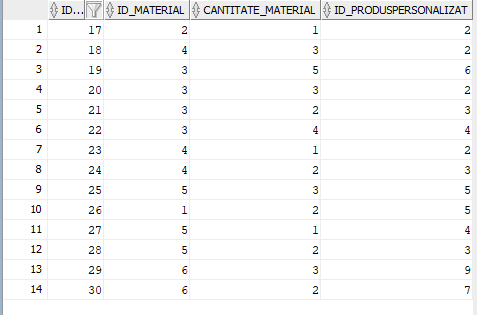 ID... ID_MATERIAL CANTITATE_MATERIAL ID_PRODUSPERSONALIZAT
1 17 2 1 2
2 18 4 3 2
3 19 3 5 6
4 20 3 3 2
5 21 3 2 3
6 22 3 4 4
7 23 4 1 2
8 24 4 2 3
9 25 5 3 5
10 26 1 2 5
11 27 5 1 4
12 28 5 2 3
13 29 6 3 9
14 30 6 2 7